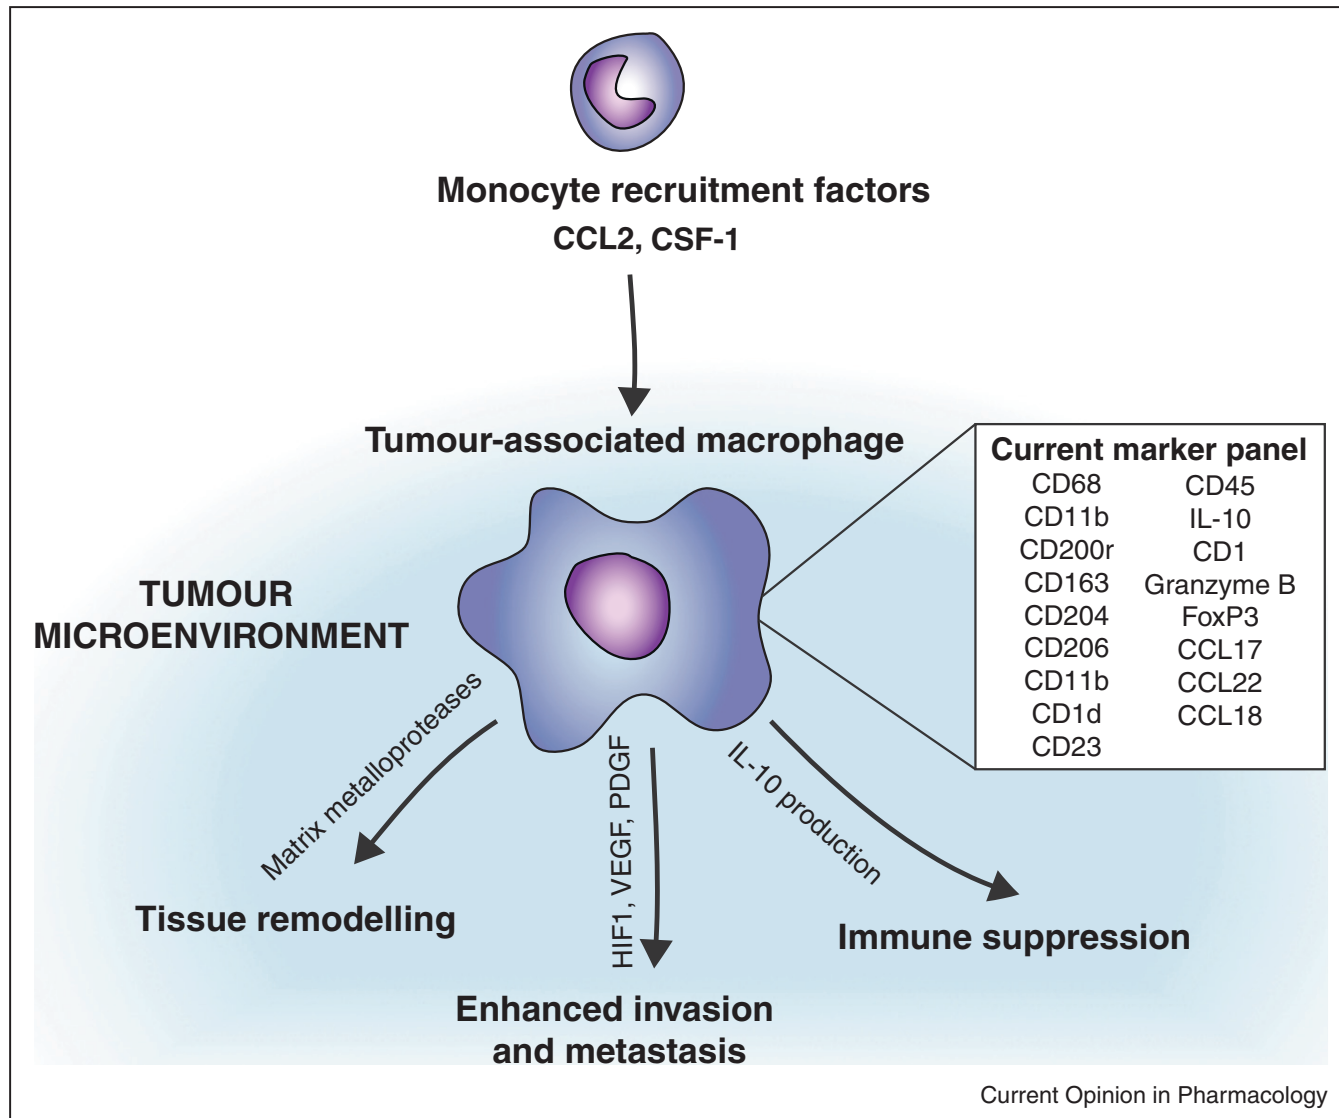 Monocyte recruitment factors
CCL2, CSF-1
Tumour-associated macrophage
Current marker panel
CD68
CD11b
CD200r
CD163
CD204
CD206
CD11b
CD1d
CD23
CD45
IL-10
CD1
Granzyme B
FoxP3
CCL17
CCL22
CCL18
TUMOUR
MICROENVIRONMENT
Matrix metalloproteases
HIF1, VEGF, PDGF
IL-10 production
Tissue remodelling
Enhanced invasion
and metastasis
Immune suppression
Current Opinion in Pharmacology